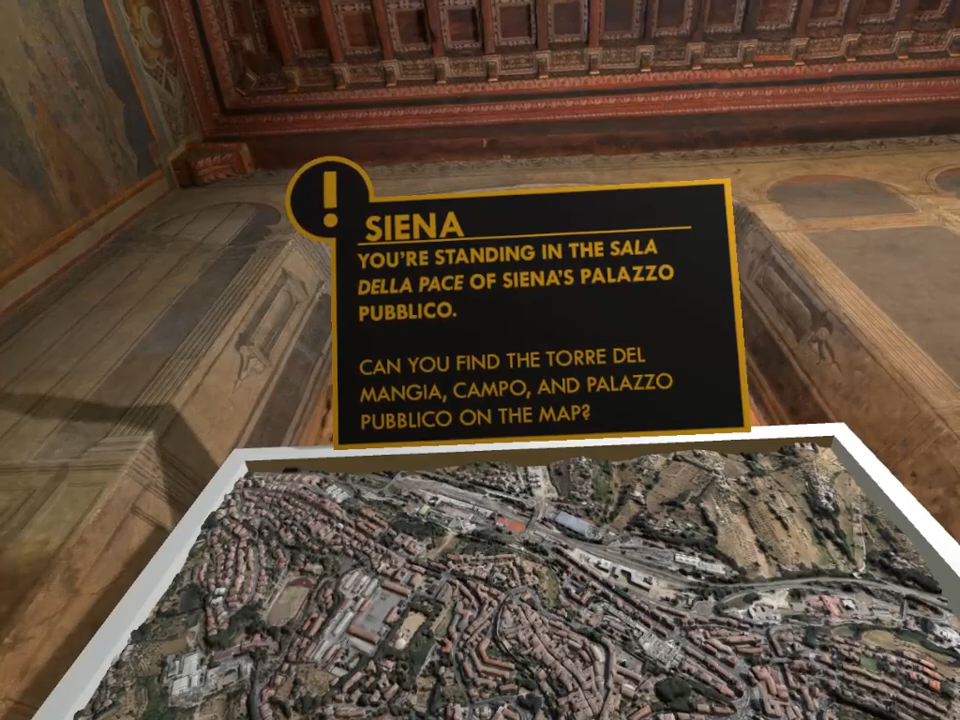 !
SIENA
YOU'RE STANDING IN THE SALA
DELLA PACE OF SIENA'S PALAZZO
PUBBLICO.
CAN YOU FIND THE TORRE DEL
MANGIA, CAMPO, AND PALAZZO
PUBBLICO ON THE MAP?